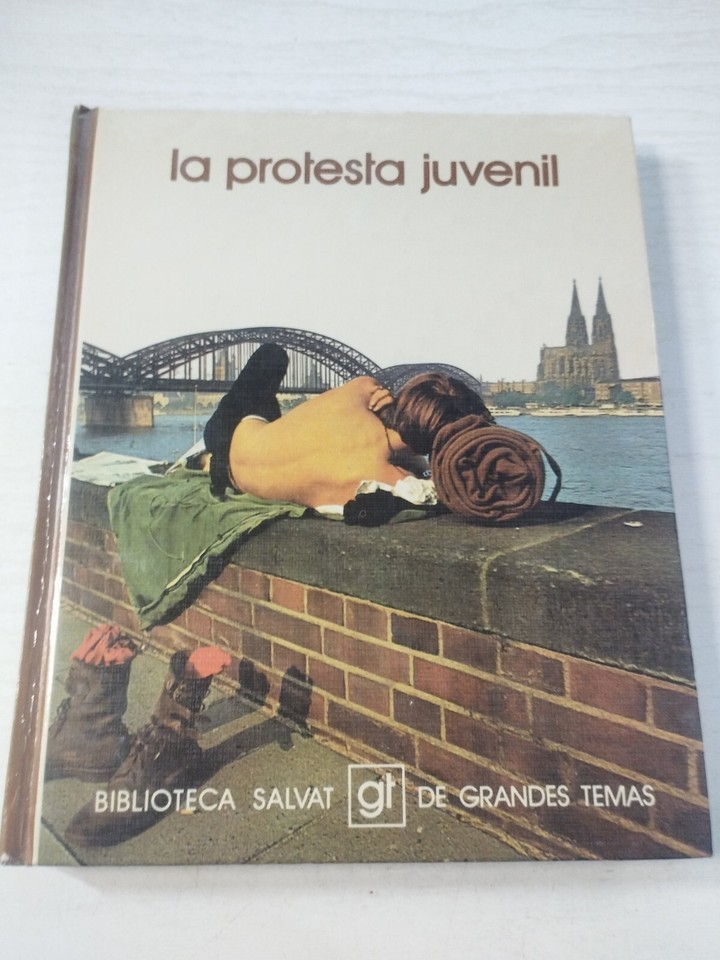 la protesta juvenil
BIBLIOTECA SALVAT gt DE GRANDES TEMAS